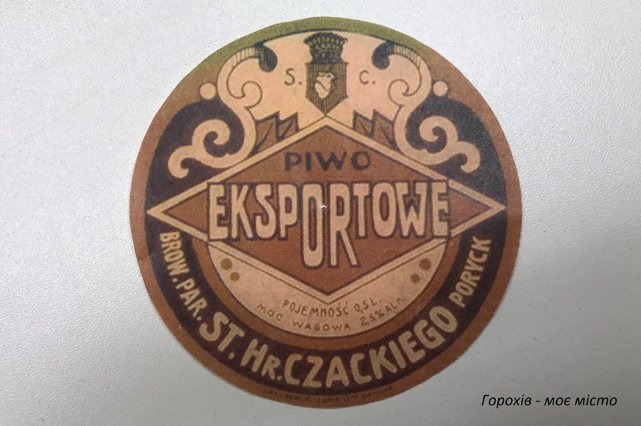 S. C.
PIWO
EKSPORTOWE
POJEMNOŚĆ 0,5 L.
MOC WAGOWA 2,5% ALK.
BROW. PAR. ST. HR. CZACKIEGO PORYCK
Горохів - моє місто